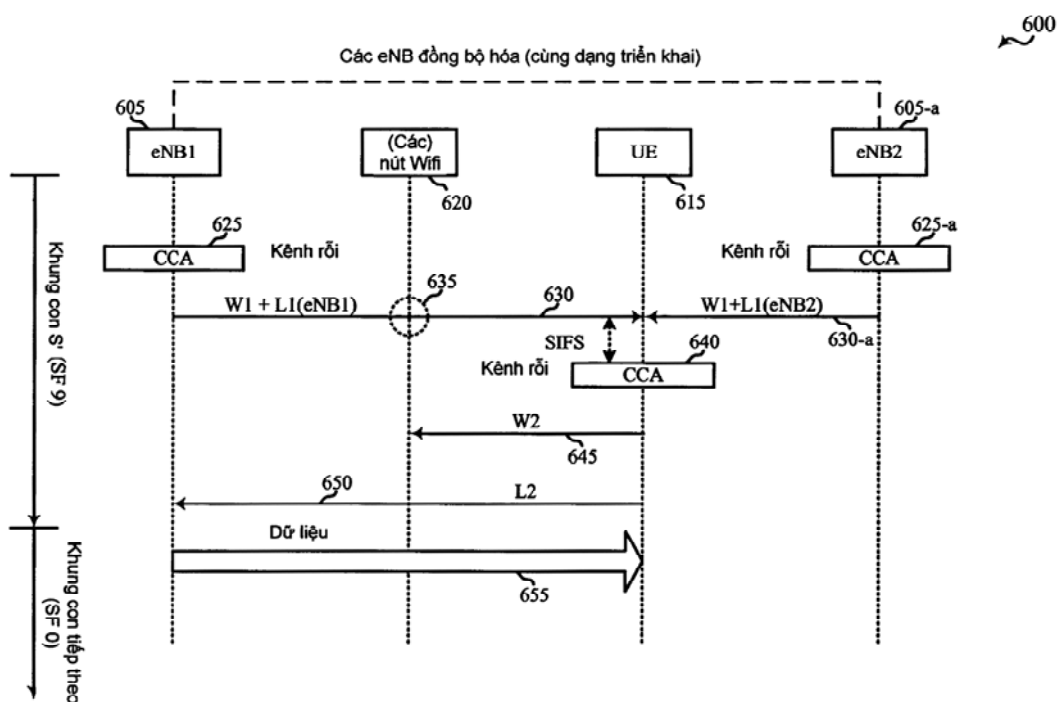 600
Các eNB đồng bộ hóa (cùng dạng triển khai)
605
605-a
eNB1
(Các)
nút Wifi
UE
eNB2
620
615
625
625-a
CCA
Kênh rỗi
Kênh rỗi
CCA
635
W1 + L1(eNB1)
630
W1+L1(eNB2)
630-a
SIFS
640
Kênh rỗi
CCA
W2
645
650
L2
Dữ liệu
655
Khung con S' (SF 9)
Khung con tiếp theo
(SF 0)